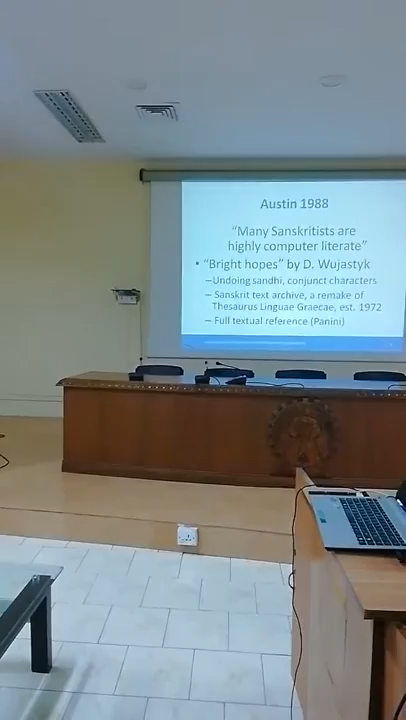 Austin 1988
"Many Sanskritists are
highly computer literate"
• "Bright hopes" by D. Wujastyk
–Undoing sandhi, conjunct characters
– Sanskrit text archive, a remake of
Thesaurus Linguae Graecae, est. 1972
– Full textual reference (Panini)